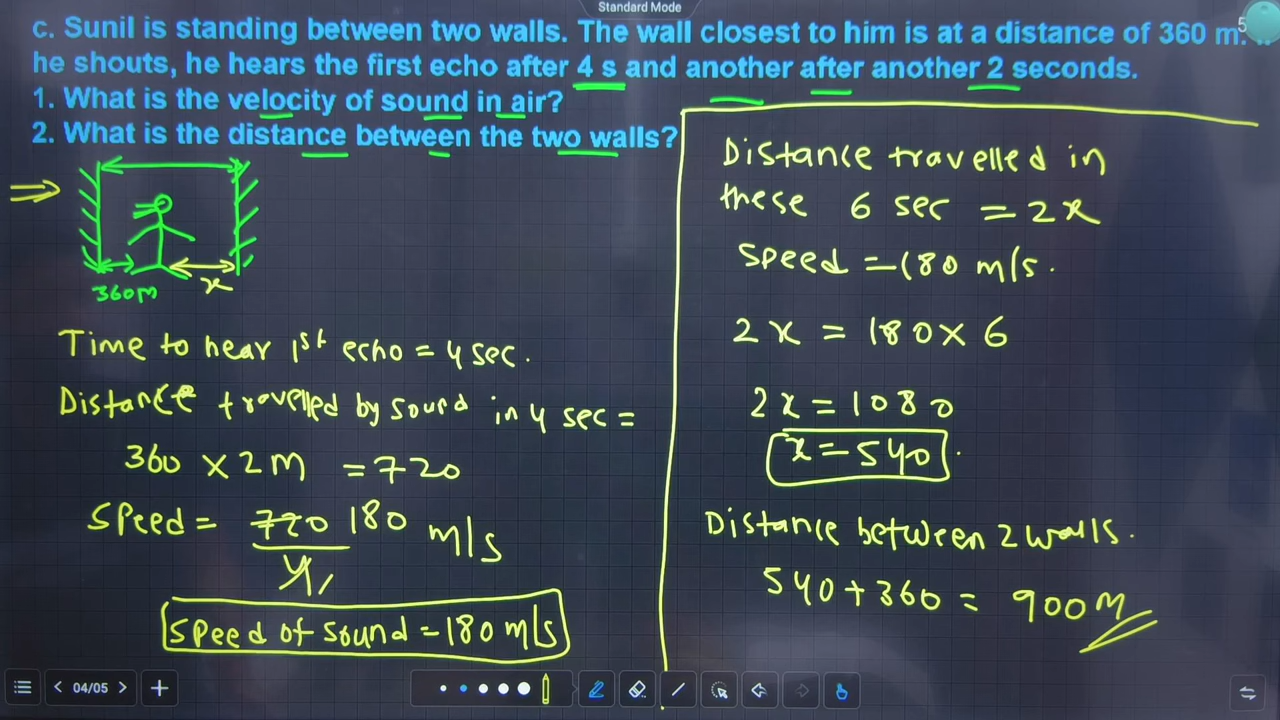 Standard Mode
c. Sunil is standing between two walls. The wall closest to him is at a distance of 360 m.
5
he shouts, he hears the first echo after 4 s and another after another 2 seconds.
1. What is the velocity of sound in air?
2. What is the distance between the two walls?
360m
x
Time to hear 1st echo = 4 sec.
Distance travelled by sound in 4 sec =
360 × 2 M = 720
Speed = 720 180 m/s
4 1
Speed of sound = 180 m/s
Distance travelled in
these 6 sec = 2x
Speed = 180 m/s.
2x = 180 × 6
2x = 1080
x = 540.
Distance between 2 walls.
540 + 360 = 900 M
04/05